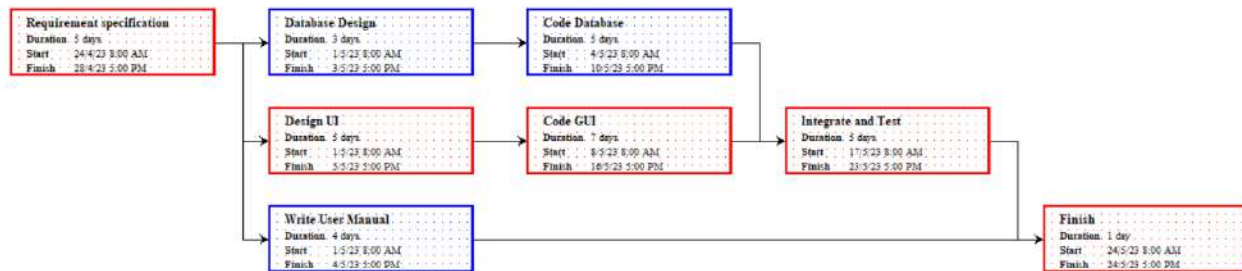 Requirement specification
Duration 5 days
Start 24/4/23 8:00 AM
Finish 28/4/23 5:00 PM
Database Design
Duration 3 days
Start 1/5/23 8:00 AM
Finish 3/5/23 5:00 PM
Code Database
Duration 5 days
Start 4/5/23 8:00 AM
Finish 10/5/23 5:00 PM
Design UI
Duration 5 days
Start 1/5/23 8:00 AM
Finish 5/5/23 5:00 PM
Code GUI
Duration 7 days
Start 8/5/23 8:00 AM
Finish 16/5/23 5:00 PM
Integrate and Test
Duration 5 days
Start 17/5/23 8:00 AM
Finish 23/5/23 5:00 PM
Write User Manual
Duration 4 days
Start 1/5/23 8:00 AM
Finish 4/5/23 5:00 PM
Finish
Duration 1 day
Start 24/5/23 8:00 AM
Finish 24/5/23 5:00 PM